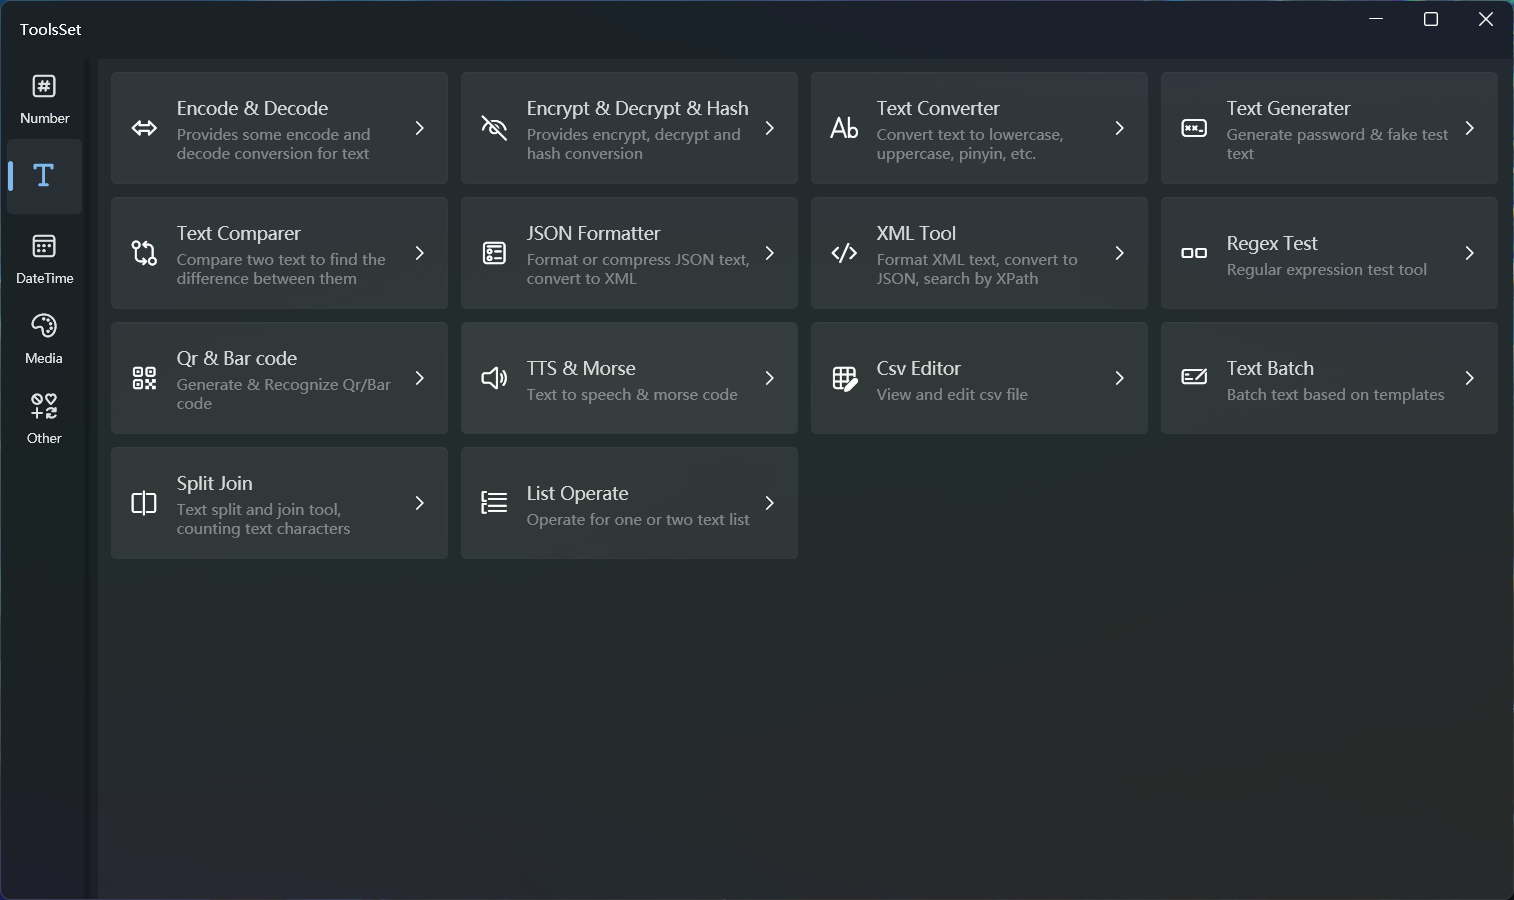 ToolsSet
Number
DateTime
Media
Other
Encode & Decode
Provides some encode and
decode conversion for text
Encrypt & Decrypt & Hash
Provides encrypt, decrypt and
hash conversion
Ab
Text Converter
Convert text to lowercase,
uppercase, pinyin, etc.
Text Generater
Generate password & fake test
text
Text Comparer
Compare two text to find the
difference between them
JSON Formatter
Format or compress JSON text,
convert to XML
XML Tool
Format XML text, convert to
JSON, search by XPath
Regex Test
Regular expression test tool
Qr & Bar code
Generate & Recognize Qr/Bar
code
TTS & Morse
Text to speech & morse code
Csv Editor
View and edit csv file
Text Batch
Batch text based on templates
Split Join
Text split and join tool,
counting text characters
List Operate
Operate for one or two text list